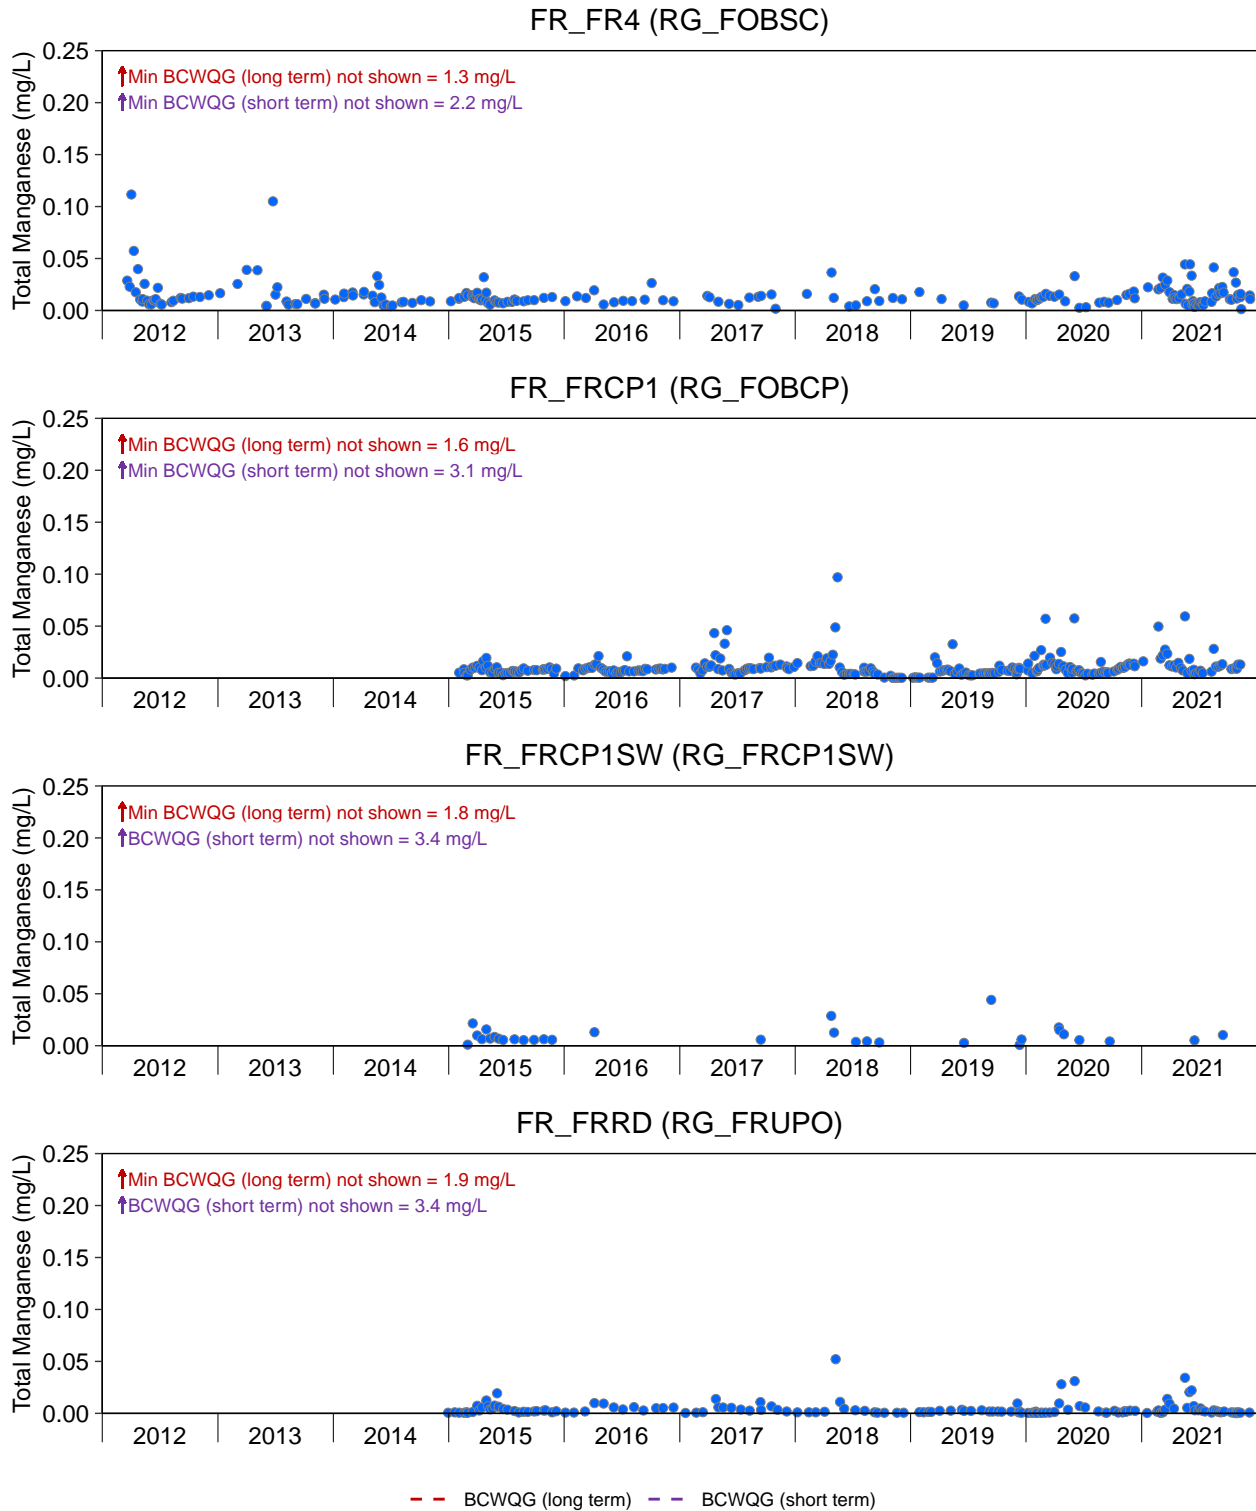 FR_FR4 (RG_FOBSC)
Total Manganese (mg/L)
0.25
0.20
0.15
0.10
0.05
0.00
↑Min BCWQG (long term) not shown = 1.3 mg/L
↑Min BCWQG (short term) not shown = 2.2 mg/L
2012 2013 2014 2015 2016 2017 2018 2019 2020 2021
FR_FRCP1 (RG_FOBCP)
Total Manganese (mg/L)
0.25
0.20
0.15
0.10
0.05
0.00
↑Min BCWQG (long term) not shown = 1.6 mg/L
↑Min BCWQG (short term) not shown = 3.1 mg/L
2012 2013 2014 2015 2016 2017 2018 2019 2020 2021
FR_FRCP1SW (RG_FRCP1SW)
Total Manganese (mg/L)
0.25
0.20
0.15
0.10
0.05
0.00
↑Min BCWQG (long term) not shown = 1.8 mg/L
↑BCWQG (short term) not shown = 3.4 mg/L
2012 2013 2014 2015 2016 2017 2018 2019 2020 2021
FR_FRRD (RG_FRUPO)
Total Manganese (mg/L)
0.25
0.20
0.15
0.10
0.05
0.00
↑Min BCWQG (long term) not shown = 1.9 mg/L
↑BCWQG (short term) not shown = 3.4 mg/L
2012 2013 2014 2015 2016 2017 2018 2019 2020 2021
BCWQG (long term) BCWQG (short term)